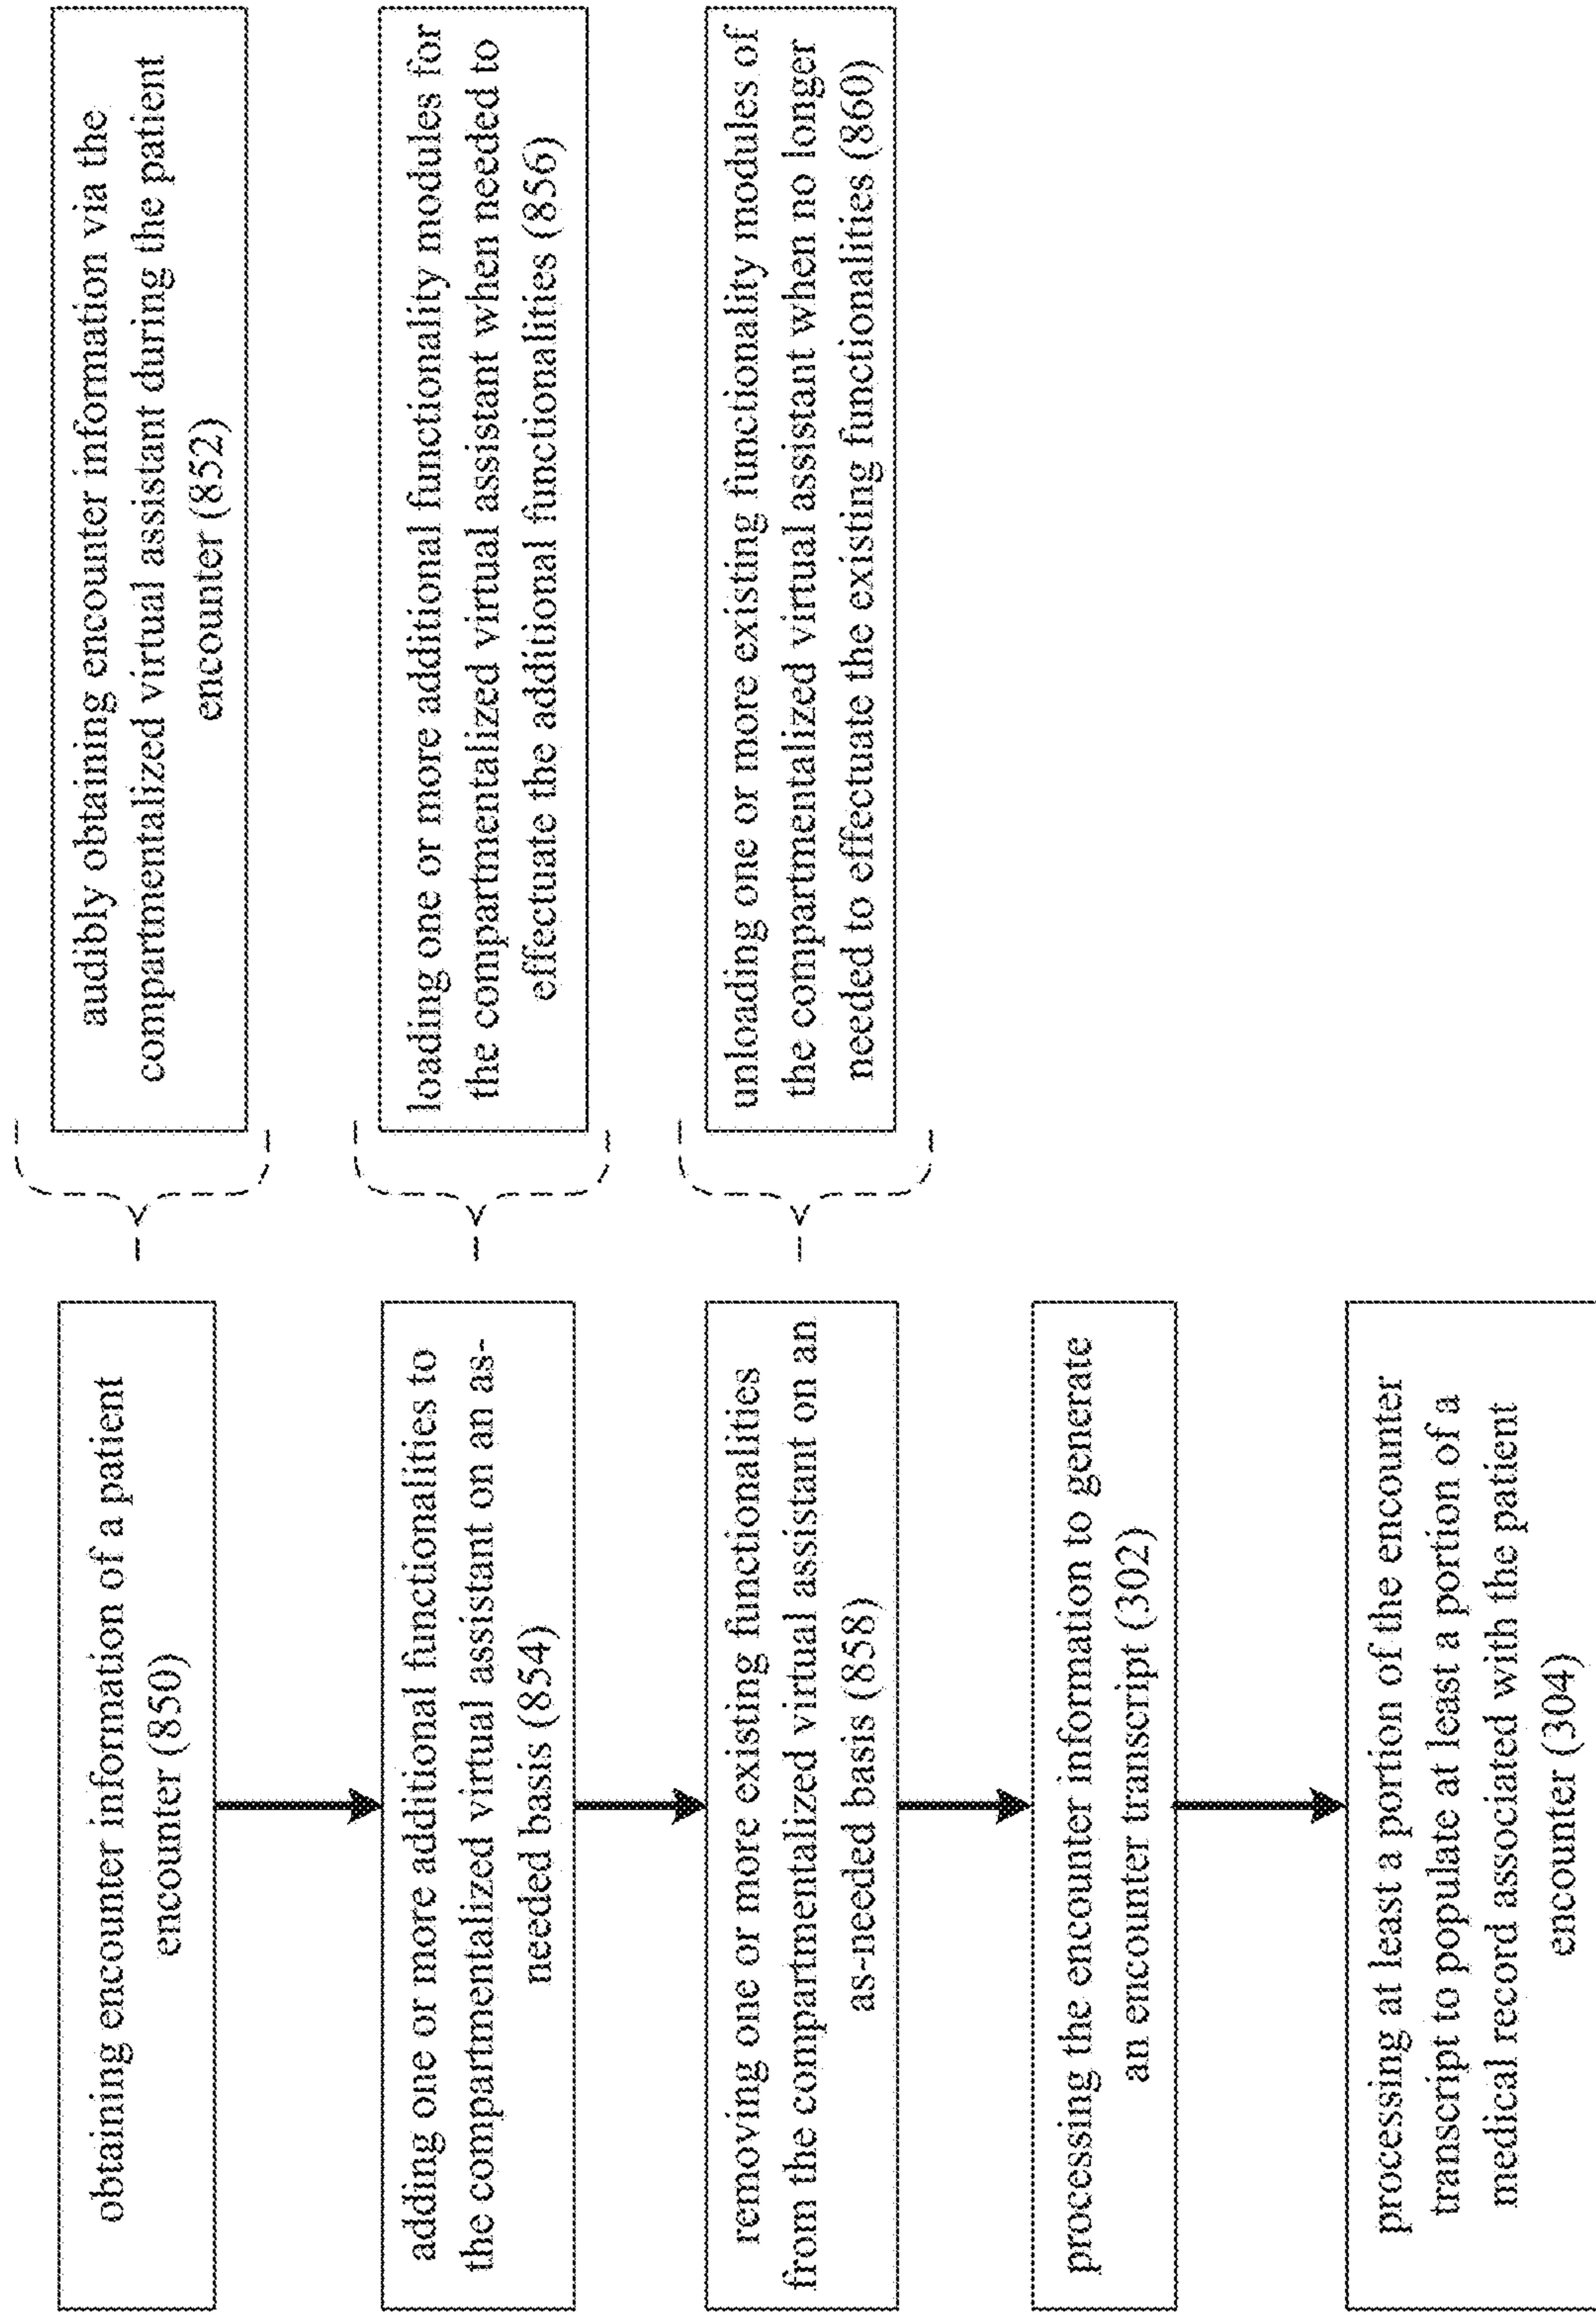 obtaining encounter information of a patient
encounter (850)
audibly obtaining encounter information via the
compartmentalized virtual assistant during the patient
encounter (852)
adding one or more additional functionalities to
the compartmentalized virtual assistant on an as-
needed basis (854)
loading one or more additional functionality modules for
the compartmentalized virtual assistant when needed to
effectuate the additional functionalities (856)
removing one or more existing functionalities
from the compartmentalized virtual assistant on an
as-needed basis (858)
unloading one or more existing functionality modules of
the compartmentalized virtual assistant when no longer
needed to effectuate the existing functionalities (860)
processing the encounter information to generate
an encounter transcript (302)
processing at least a portion of the encounter
transcript to populate at least a portion of a
medical record associated with the patient
encounter (304)